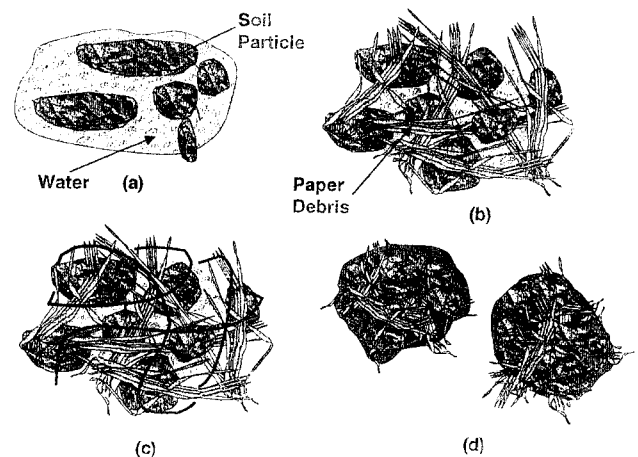 Soil
Particle
Water
(a)
Paper
Debris
(b)
(c)
(d)